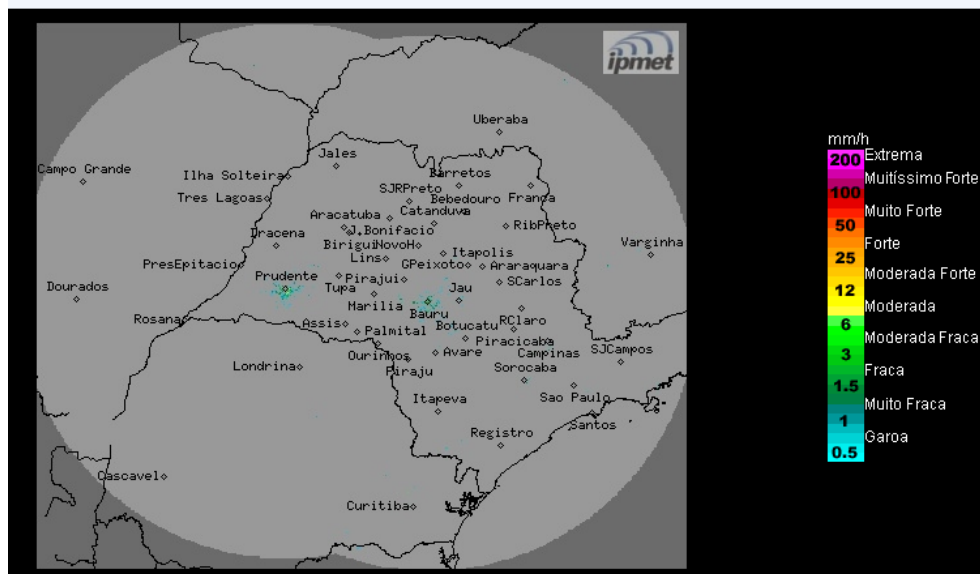 ipmet
Uberaba
mm/h
Campo Grande
Jales
200 Extrema
Ilha Solteira
Barretos
Muitíssimo Forte
Tres Lagoas
SJRPreto
Bebedouro
Franca
100
Aracatuba
Catanduva
Muito Forte
Dracena
J.Bonifacio
RibPreto
50
Birigui
NovoH
Itapolis
Varginha
Forte
PresEpitacio
Lins
GPeixoto
Araraquara
25
Prudente
Tupa
Pirajui
Jau
SCarlos
Moderada Forte
Dourados
Marilia
Bauru
12
Rosana
Assis
Palmital
Botucatu
RClaro
Moderada
Piracicaba
6
Ourinhos
Avare
Campinas
SJCampos
Moderada Fraca
Londrina
Piraju
Sorocaba
3
Itapeva
Sao Paulo
Fraca
Santos
1.5
Registro
Muito Fraca
1
Cascavel
Garoa
Curitiba
0.5